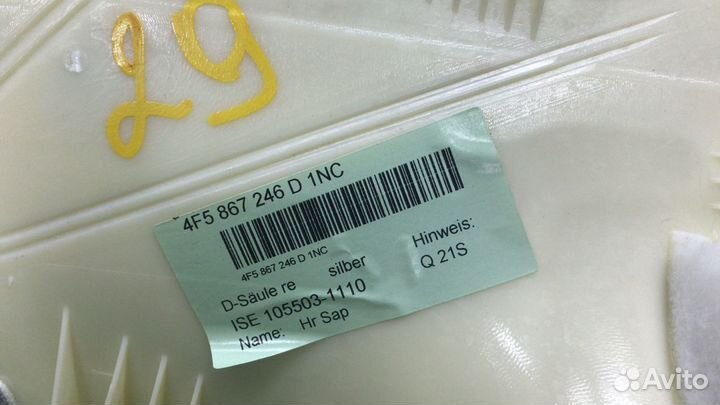 29
4F5 867 246 D 1NC
4F5 867 246 D 1NC
D-Säule re silber
ISE 105503-1110
Name: Hr Sap
Hinweis:
Q 21S
Avito